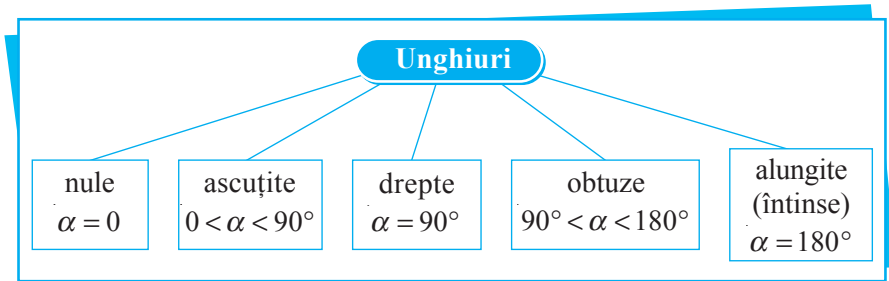 Unghiuri
nule
α = 0
ascuțite
0 < α < 90°
drepte
α = 90°
obtuze
90° < α < 180°
alungite
(întinse)
α = 180°